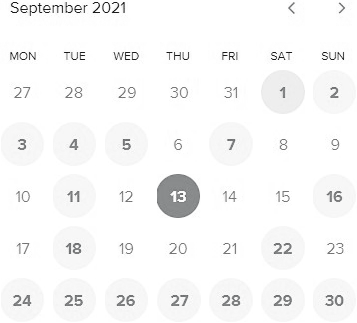 September 2021
MON TUE WED THU FRI SAT SUN
27 28 29 30 31 1 2
3 4 5 6 7 8 9
10 11 12 13 14 15 16
17 18 19 20 21 22 23
24 25 26 27 28 29 30